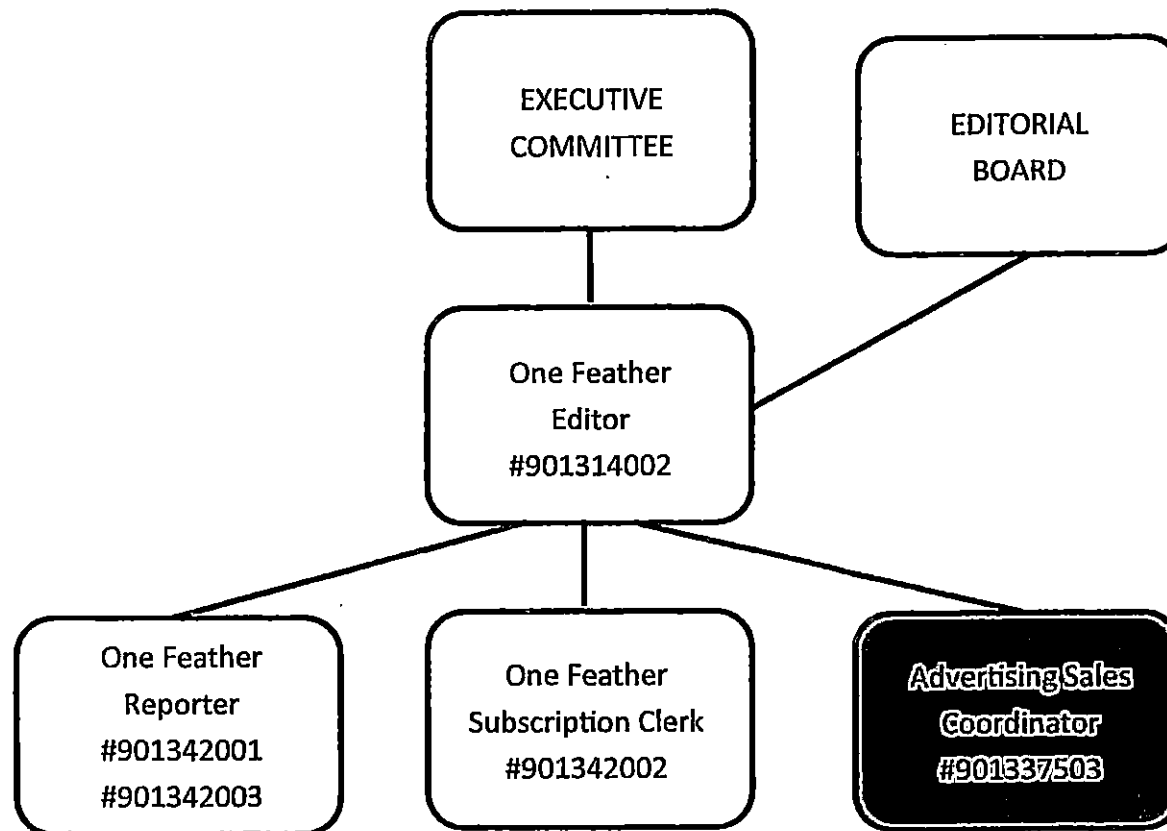 EXECUTIVE
COMMITTEE
EDITORIAL
BOARD
One Feather
Editor
#901314002
One Feather
Reporter
#901342001
#901342003
One Feather
Subscription Clerk
#901342002
Advertising Sales
Coordinator
#901337503